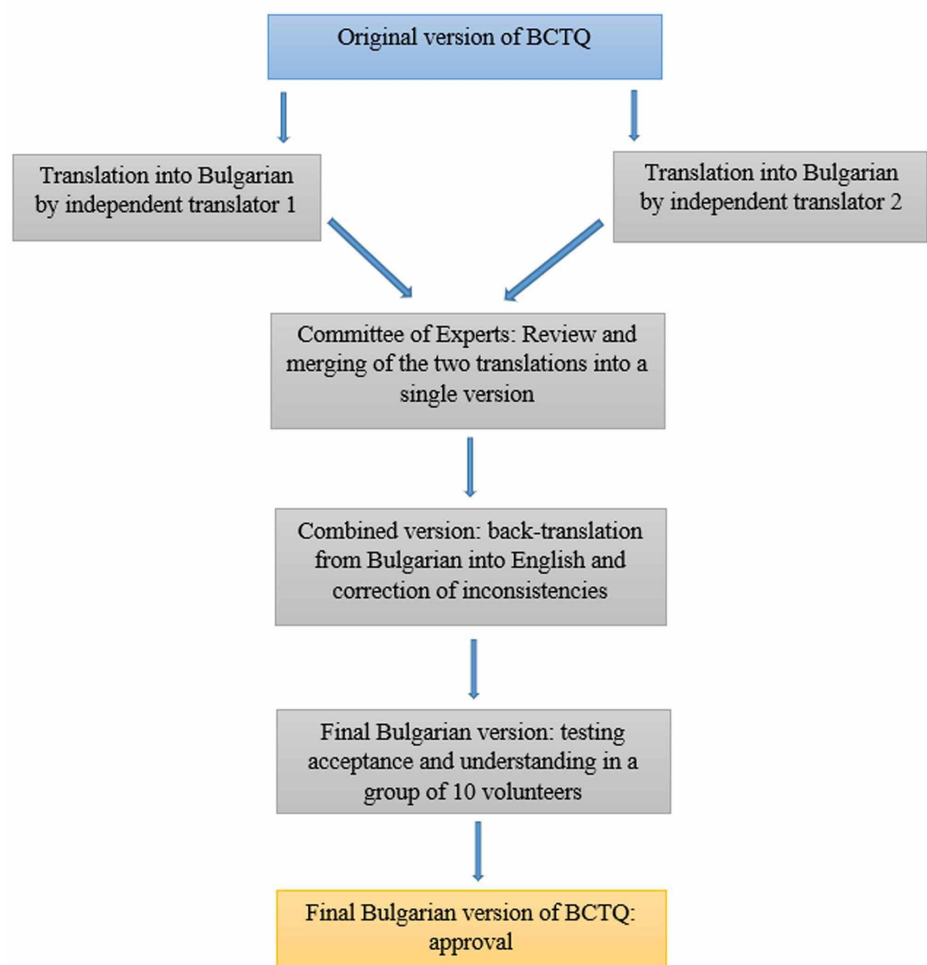 Original version of BCTQ
Translation into Bulgarian
by independent translator 1
Translation into Bulgarian
by independent translator 2
Committee of Experts: Review and
merging of the two translations into a
single version
Combined version: back-translation
from Bulgarian into English and
correction of inconsistencies
Final Bulgarian version: testing
acceptance and understanding in a
group of 10 volunteers
Final Bulgarian version of BCTQ:
approval